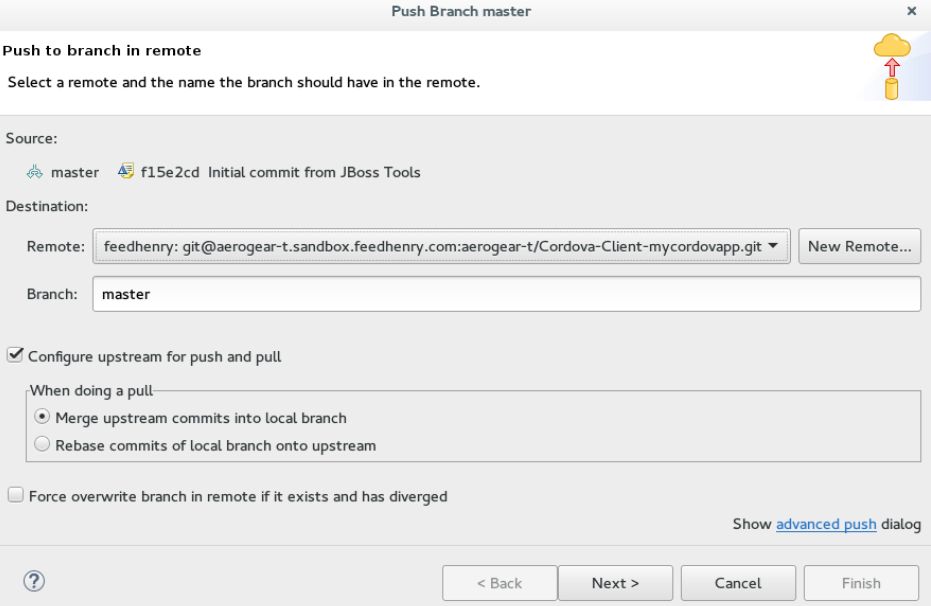 Push Branch master
×
Push to branch in remote
Select a remote and the name the branch should have in the remote.
Source:
master f15e2cd Initial commit from JBoss Tools
Destination:
Remote: feedhenry: git@aerogear-t.sandbox.feedhenry.com:aerogear-t/Cordova-Client-mycordovapp.git New Remote...
Branch: master
Configure upstream for push and pull
When doing a pull
Merge upstream commits into local branch
Rebase commits of local branch onto upstream
Force overwrite branch in remote if it exists and has diverged
Show advanced push dialog
? < Back Next > Cancel Finish